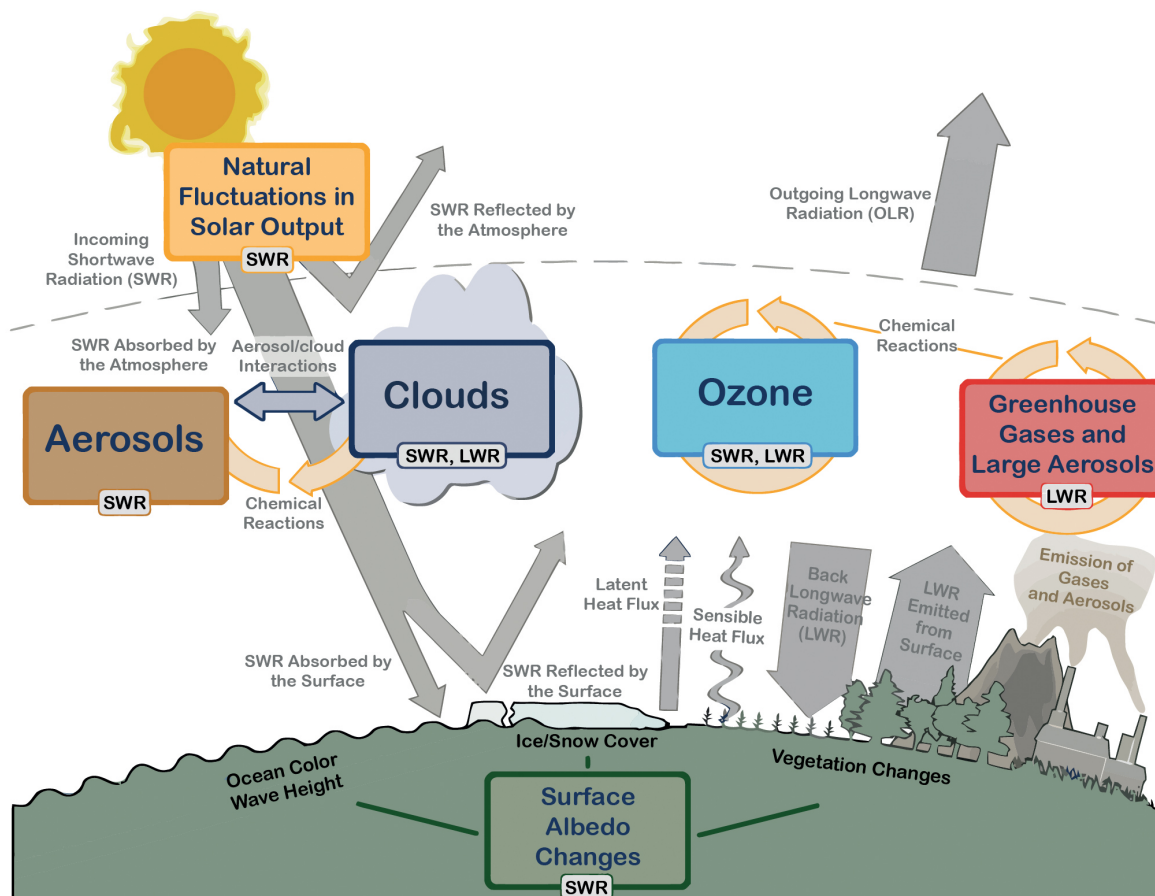 Natural
Fluctuations in
Solar Output
SWR
Incoming
Shortwave
Radiation (SWR)
SWR Reflected by
the Atmosphere
Outgoing Longwave
Radiation (OLR)
SWR Absorbed by
the Atmosphere
Aerosol/cloud
Interactions
Chemical
Reactions
Aerosols
SWR
Clouds
SWR, LWR
Ozone
SWR, LWR
Greenhouse
Gases and
Large Aerosols
LWR
Chemical
Reactions
Emission of
Gases
and Aerosols
Latent
Heat Flux
Sensible
Heat Flux
Back
Longwave
Radiation
(LWR)
LWR
Emitted
from
Surface
SWR Absorbed by
the Surface
SWR Reflected by
the Surface
Ice/Snow Cover
Ocean Color
Wave Height
Vegetation Changes
Surface
Albedo
Changes
SWR